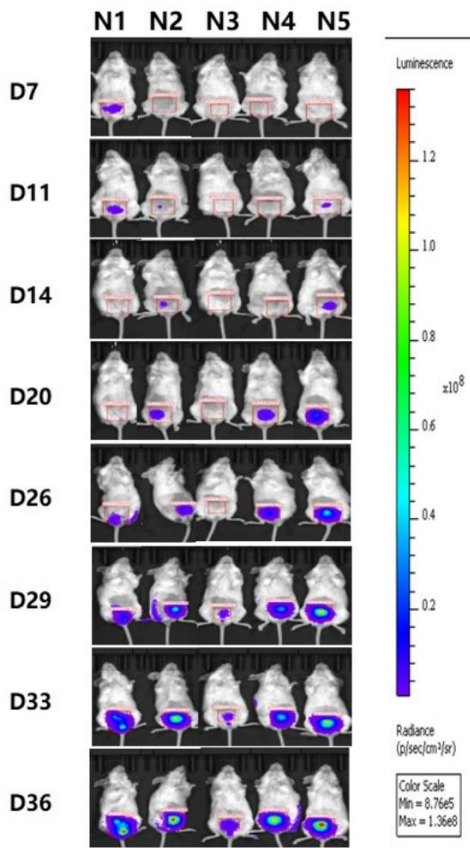 N1 N2 N3 N4 N5
Luminescence
D7
D11
D14
D20
D26
D29
D33
D36
1.2
1.0
0.8
x10⁸
0.6
0.4
0.2
Radiance
(p/sec/cm²/sr)
Color Scale
Min = 8.76e5
Max = 1.36e8